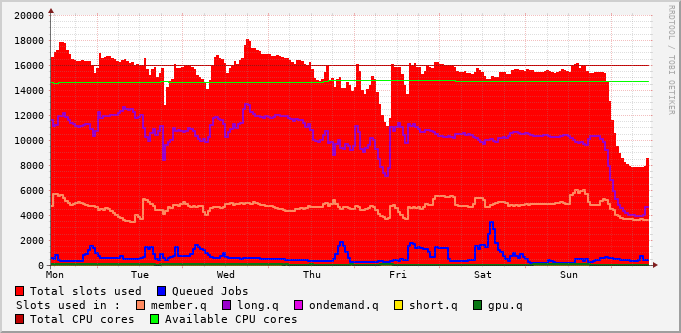 20000
18000
16000
14000
12000
10000
8000
6000
4000
2000
0
Mon Tue Wed Thu Fri Sat Sun
Total slots used Queued Jobs
Slots used in : member.q long.q ondemand.q short.q gpu.q
Total CPU cores Available CPU cores
RRDTOOL / TOBI OETIKER